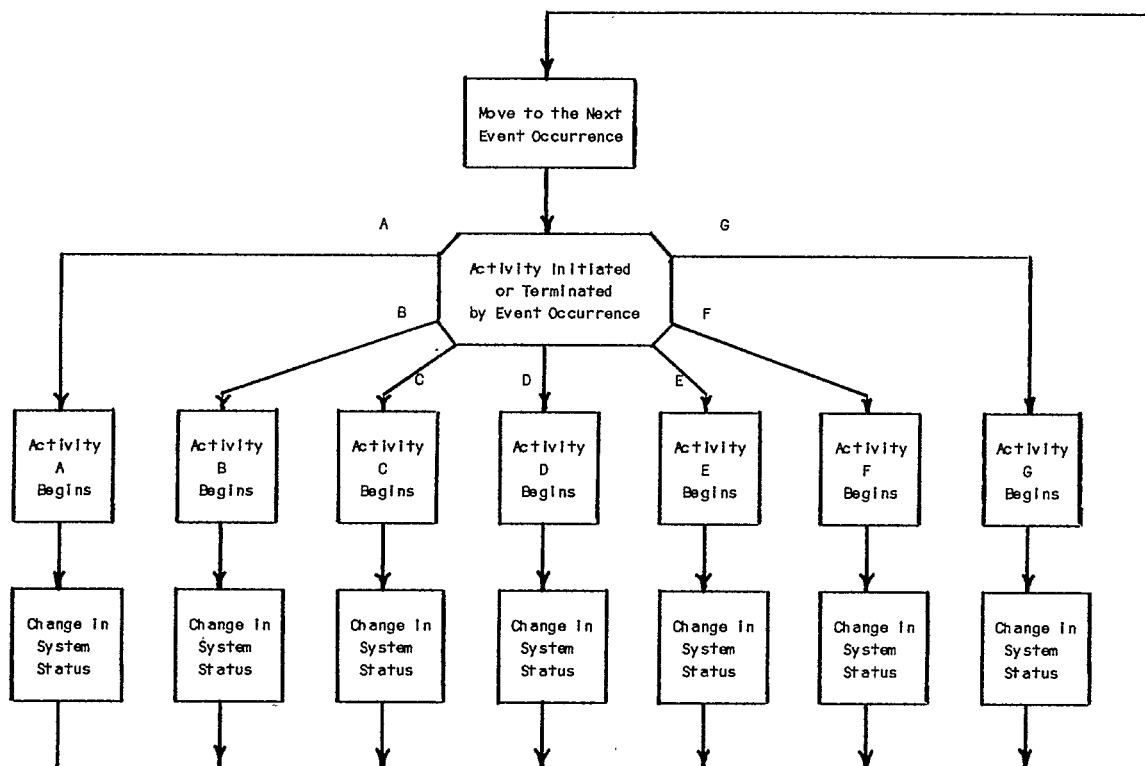 Move to the Next
Event Occurrence
A
G
Activity Initiated
or Terminated
by Event Occurrence
B
F
C
D
E
Activity
A
Begins
Activity
B
Begins
Activity
C
Begins
Activity
D
Begins
Activity
E
Begins
Activity
F
Begins
Activity
G
Begins
Change in
System
Status
Change in
System
Status
Change in
System
Status
Change in
System
Status
Change in
System
Status
Change in
System
Status
Change in
System
Status